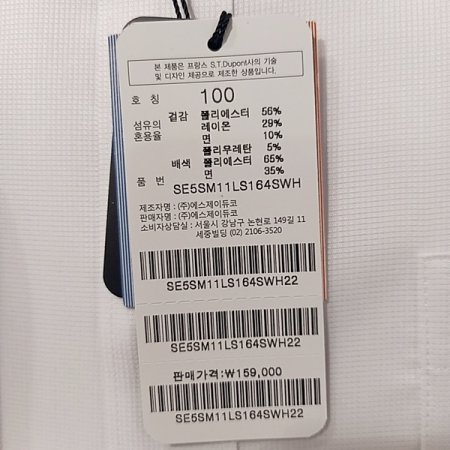 본 제품은 프랑스 S.T.Dupont사의 기술
및 디자인 제공으로 제조한 상품입니다.
호 칭 100
섬유의 혼용율
겉감 폴리에스터 56%
레이온 29%
면 10%
폴리우레탄 5%
배색 폴리에스터 65%
면 35%
품 번 SE5SM11LS164SWH
제조자명 : (주)에스제이듀코
판매자명 : (주)에스제이듀코
소비자상담실 : 서울시 강남구 논현로 149길 11
세중빌딩 (02) 2106-3520
SE5SM11LS164SWH22
SE5SM11LS164SWH22
판매가격:₩159,000
SE5SM11LS164SWH22